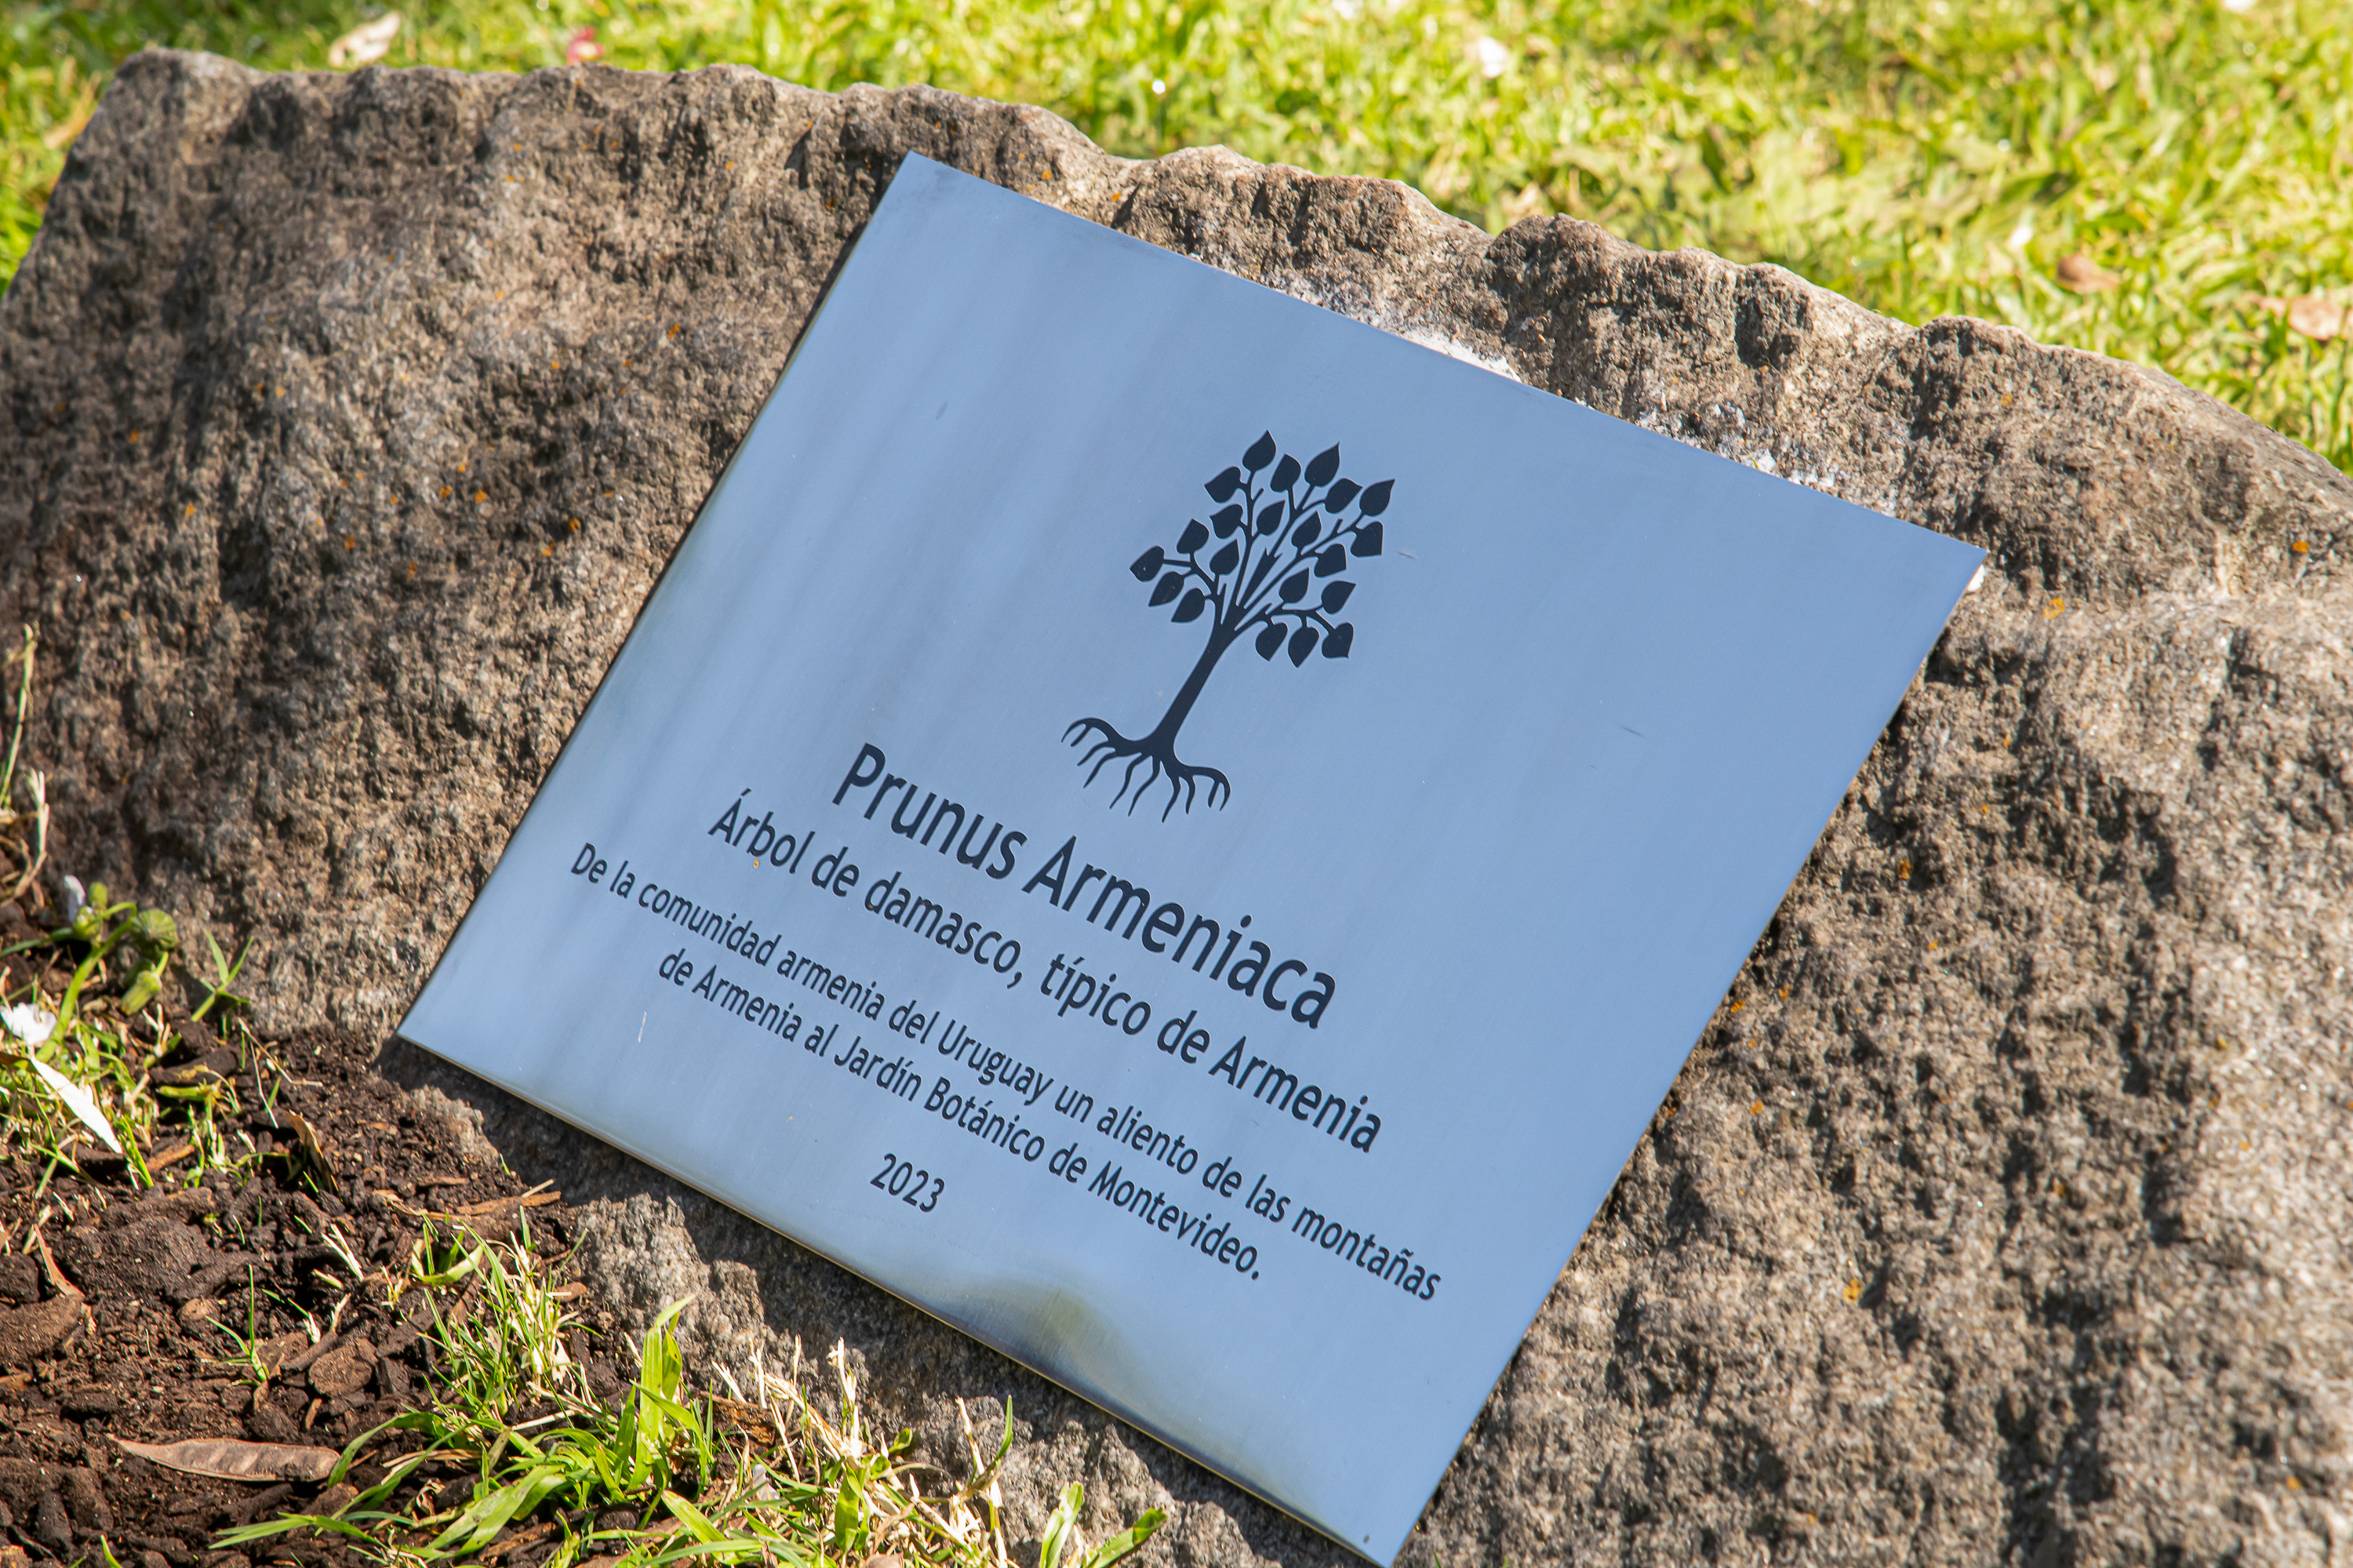 Prunus Armeniaca
Árbol de damasco, típico de Armenia
De la comunidad armenia del Uruguay un aliento de las montañas
de Armenia al Jardín Botánico de Montevideo.
2023